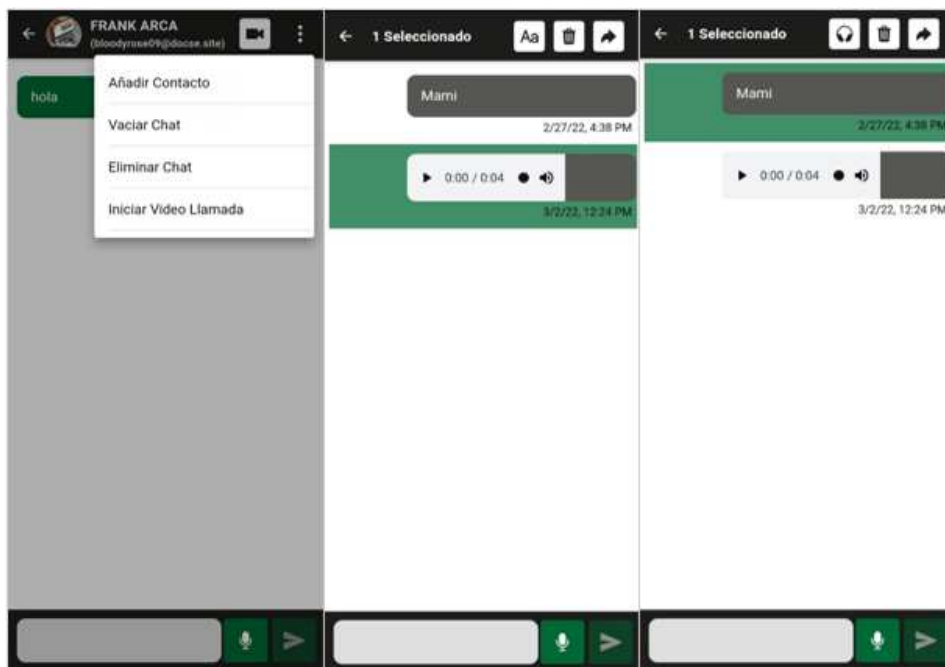 FRANK ARCA
(bloodyrose09@docse.site)
Añadir Contacto
Vaciar Chat
Eliminar Chat
Iniciar Video Llamada
hola
1 Seleccionado
Aa
Mami
2/27/22, 4:38 PM
0:00 / 0:04
3/2/22, 12:24 PM
1 Seleccionado
Mami
2/27/22, 4:38 PM
0:00 / 0:04
3/2/22, 12:24 PM